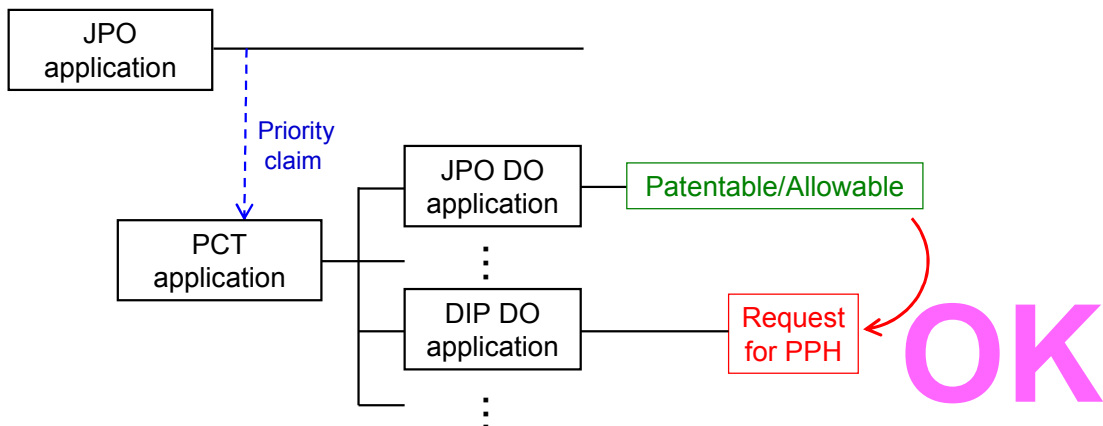 JPO
application
Priority
claim
JPO DO
application
Patentable/Allowable
PCT
application
DIP DO
application
Request
for PPH
OK